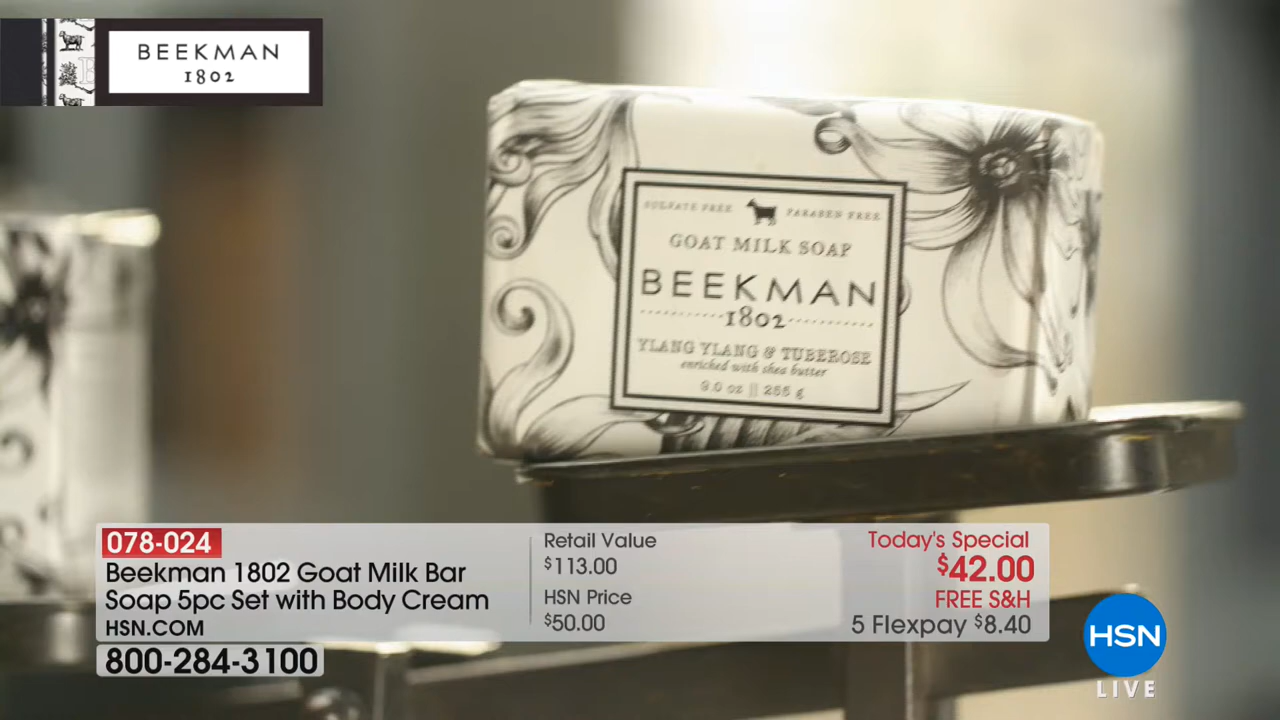 BEEKMAN
1802
SULFATE FREE PARABEN FREE
GOAT MILK SOAP
BEEKMAN
1802
YLANG YLANG & TUBEROSE
enriched with shea butter
9.0 oz || 255 g
078-024
Beekman 1802 Goat Milk Bar
Soap 5pc Set with Body Cream
HSN.COM
800-284-3100
Retail Value
$113.00
HSN Price
$50.00
Today's Special
$42.00
FREE S&H
5 Flexpay $8.40
HSN
LIVE